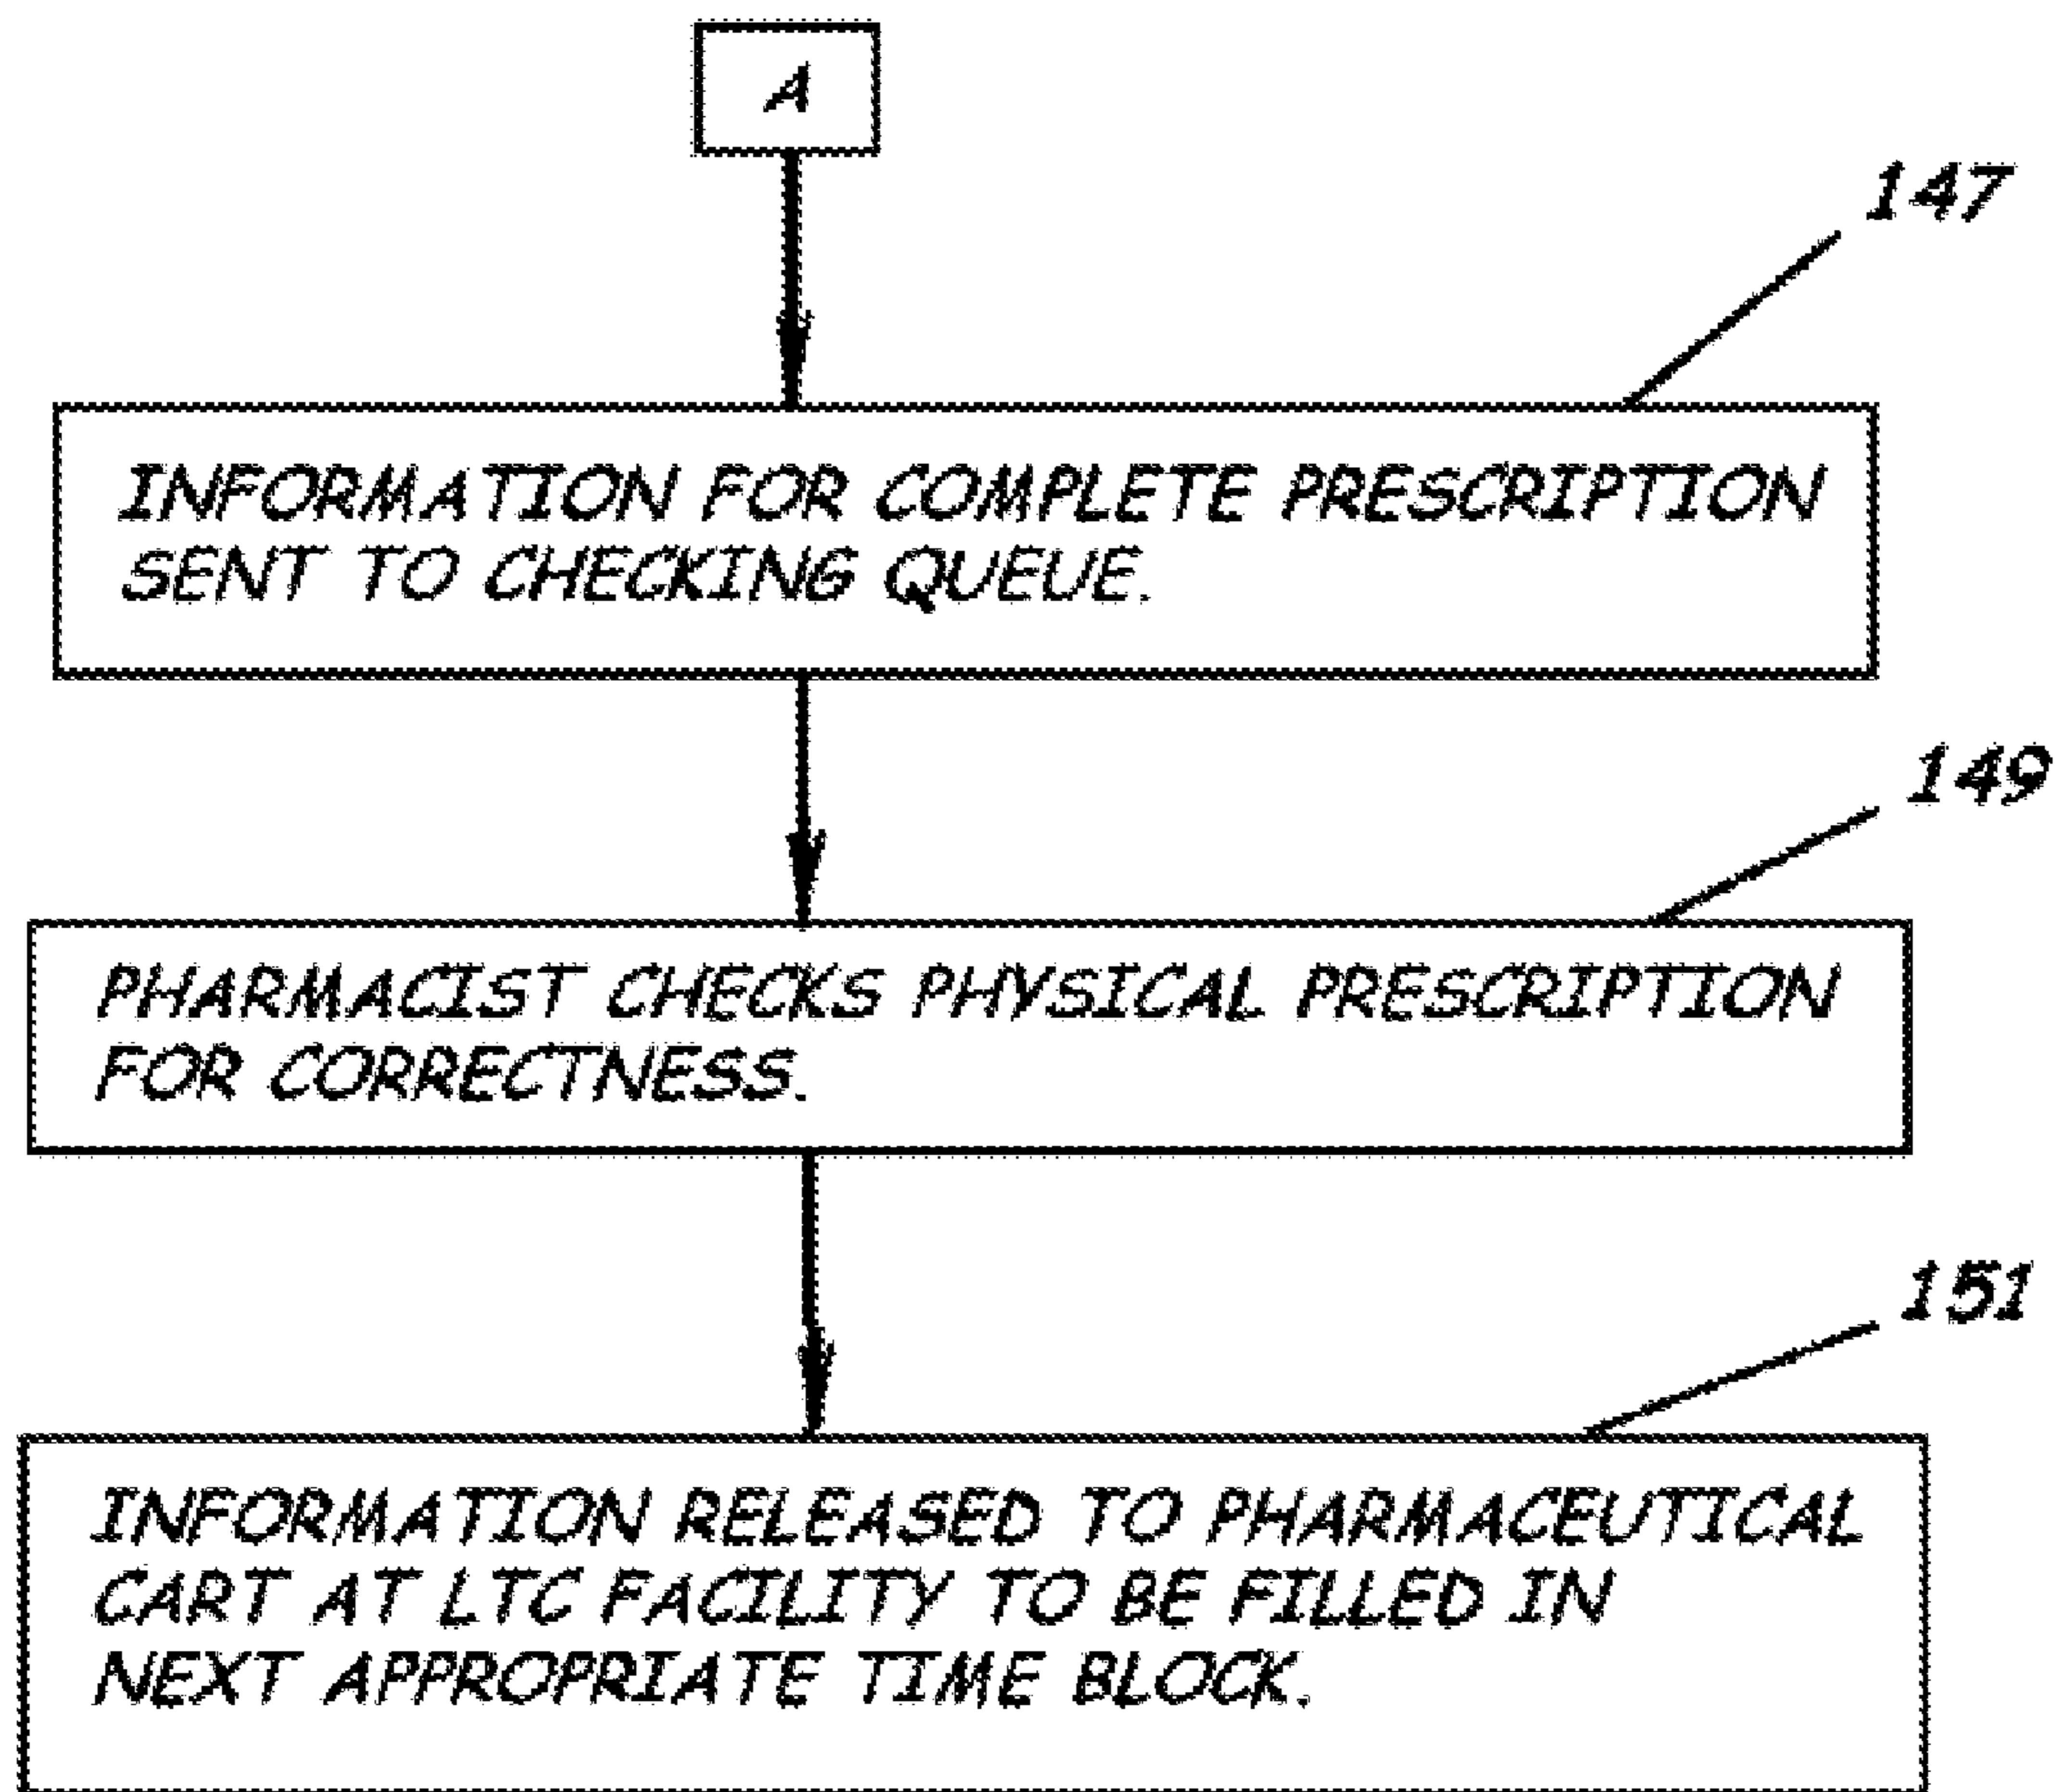 A
147
INFORMATION FOR COMPLETE PRESCRIPTION
SENT TO CHECKING QUEUE.
149
PHARMACIST CHECKS PHYSICAL PRESCRIPTION
FOR CORRECTNESS.
151
INFORMATION RELEASED TO PHARMACEUTICAL
CART AT LTC FACILITY TO BE FILLED IN
NEXT APPROPRIATE TIME BLOCK.